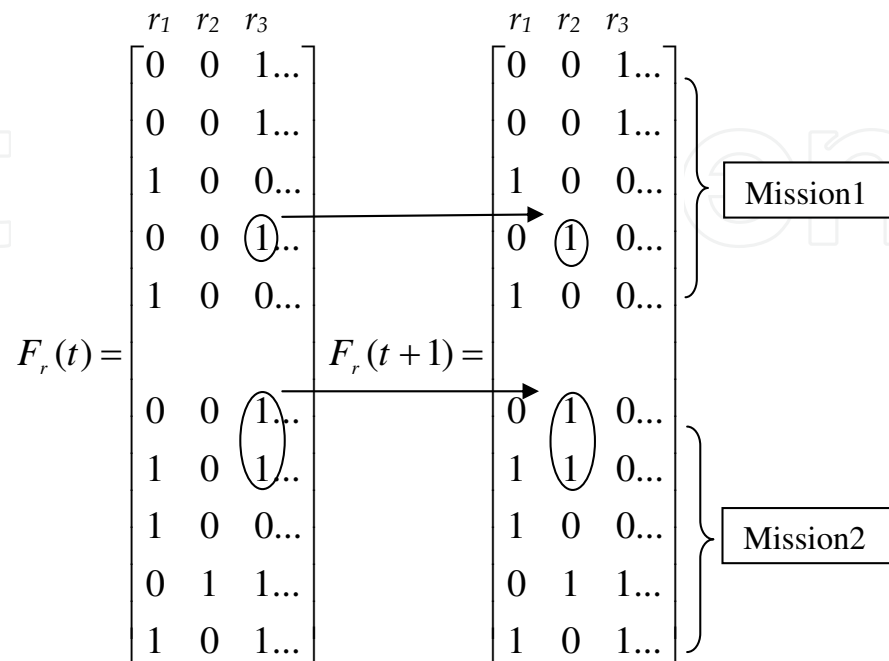 r1 r2 r3 r1 r2 r3
0 0 1... 0 0 1...
0 0 1... 0 0 1...
1 0 0... 1 0 0... Mission1
0 0 1... 0 1 0...
1 0 0... 1 0 0...
F_r(t) = F_r(t+1) =
0 0 1... 0 1 0...
1 0 1... 1 1 0...
1 0 0... 1 0 0... Mission2
0 1 1... 0 1 1...
1 0 1... 1 0 1...